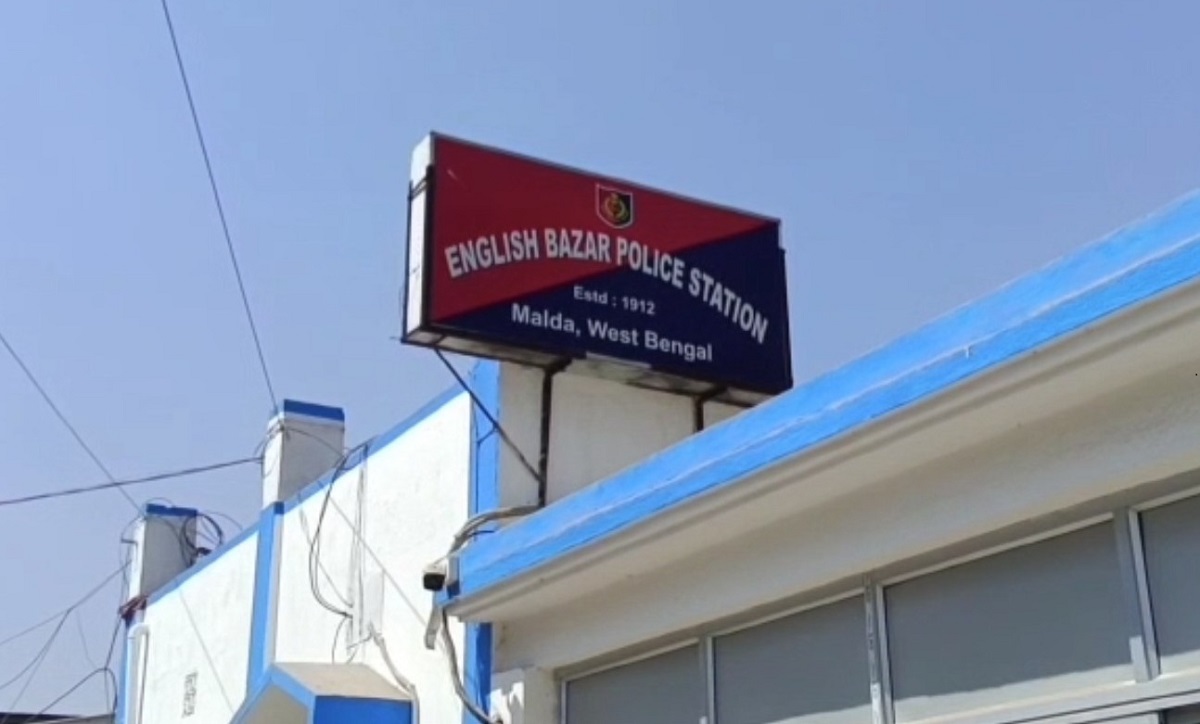 ENGLISH BAZAR POLICE STATION
Estd : 1912
Malda, West Bengal